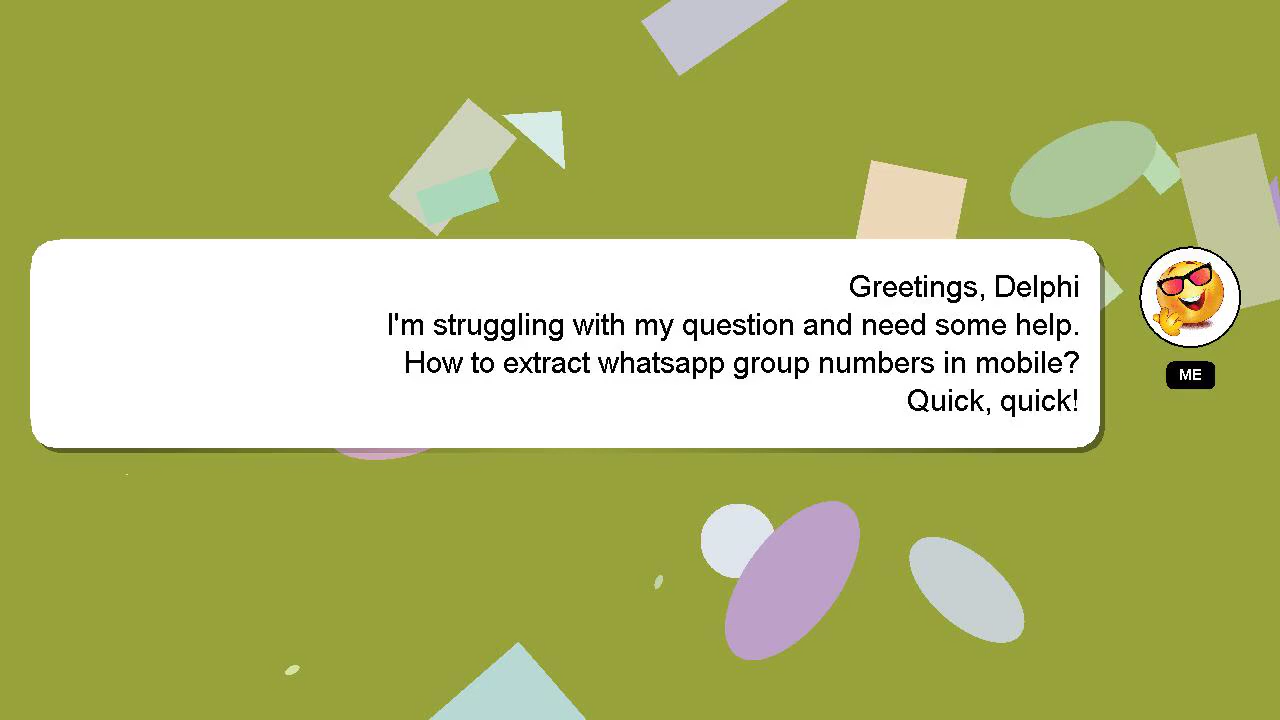 Greetings, Delphi
I'm struggling with my question and need some help.
How to extract whatsapp group numbers in mobile?
Quick, quick!
ME